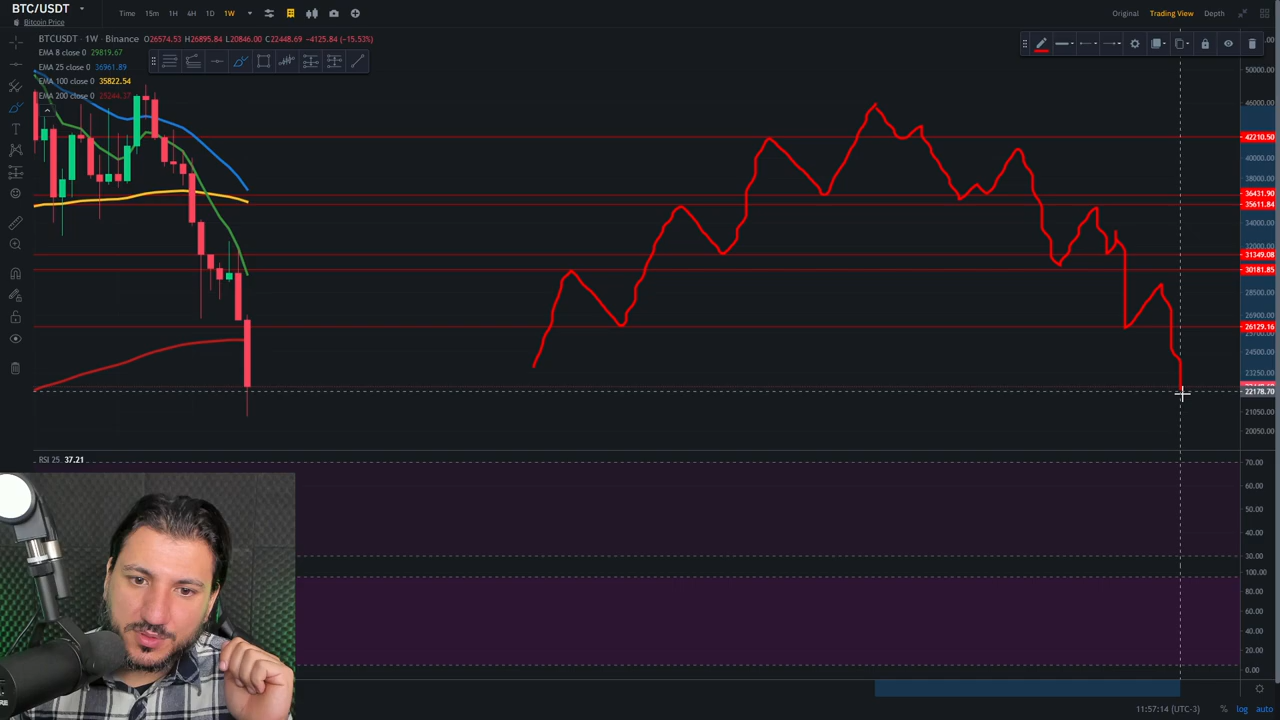 BTC/USDT
Bitcoin Price
Time 15m 1H 4H 1D 1W
Original Trading View Depth
BTCUSDT · 1W · Binance O26574.53 H26895.84 L20846.00 C22448.69 −4125.84 (−15.53%)
EMA 8 close 0 29819.67
EMA 25 close 0 36961.89
EMA 100 close 0 35822.54
EMA 200 close 0 25244.37
50000.00
46000.00
42210.50
40000.00
38000.00
36431.90
35611.84
34000.00
32000.00
31349.08
30181.85
28500.00
26900.00
26129.16
24500.00
23250.00
22178.70
21050.00
20050.00
RSI 25 37.21
70.00
60.00
50.00
40.00
30.00
100.00
80.00
60.00
40.00
20.00
0.00
11:57:14 (UTC-3) % log auto